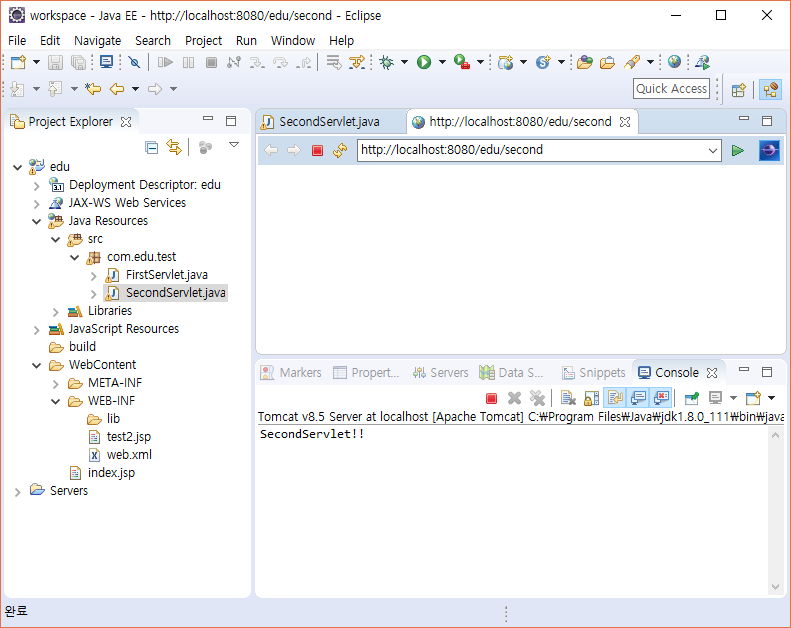 workspace - Java EE - http://localhost:8080/edu/second - Eclipse
File Edit Navigate Search Project Run Window Help
Quick Access
Project Explorer
edu
Deployment Descriptor: edu
JAX-WS Web Services
Java Resources
src
com.edu.test
FirstServlet.java
SecondServlet.java
Libraries
JavaScript Resources
build
WebContent
META-INF
WEB-INF
lib
test2.jsp
web.xml
index.jsp
Servers
SecondServlet.java http://localhost:8080/edu/second
http://localhost:8080/edu/second
Markers Propert... Servers Data S... Snippets Console
Tomcat v8.5 Server at localhost [Apache Tomcat] C:₩Program Files₩Java₩jdk1.8.0_111₩bin₩java
SecondServlet!!
완료